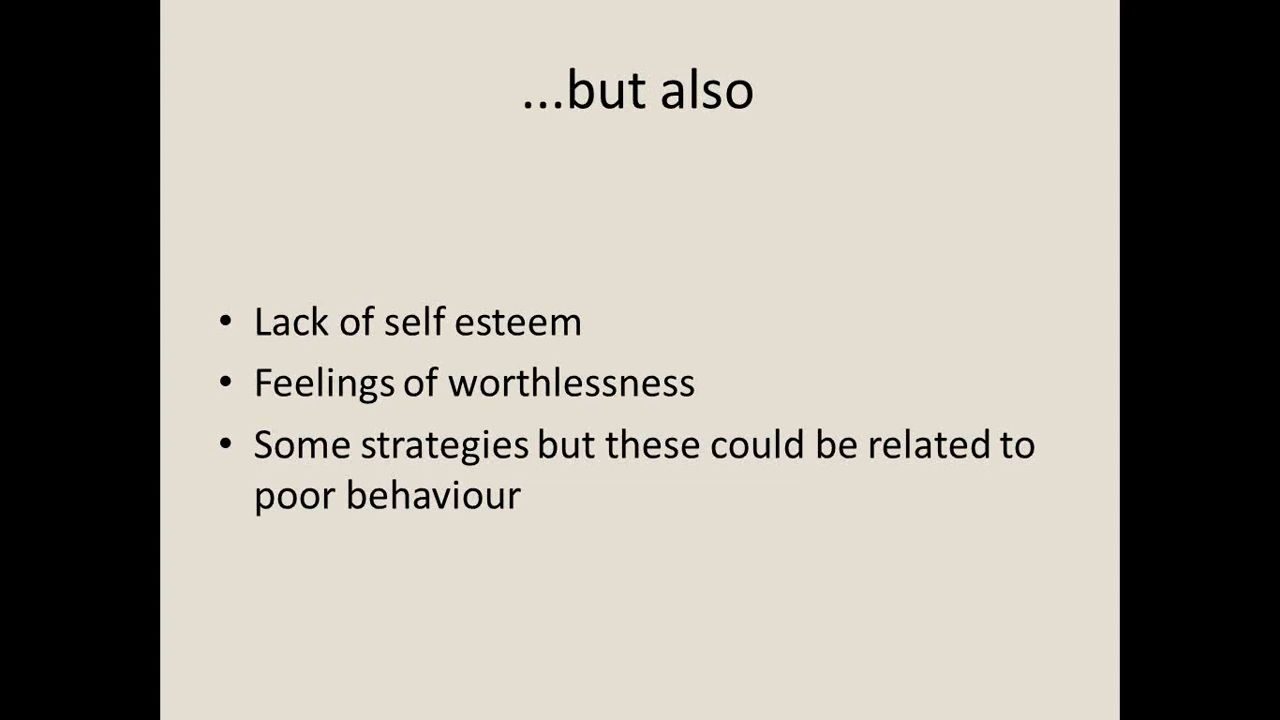 ...but also
• Lack of self esteem
• Feelings of worthlessness
• Some strategies but these could be related to
poor behaviour